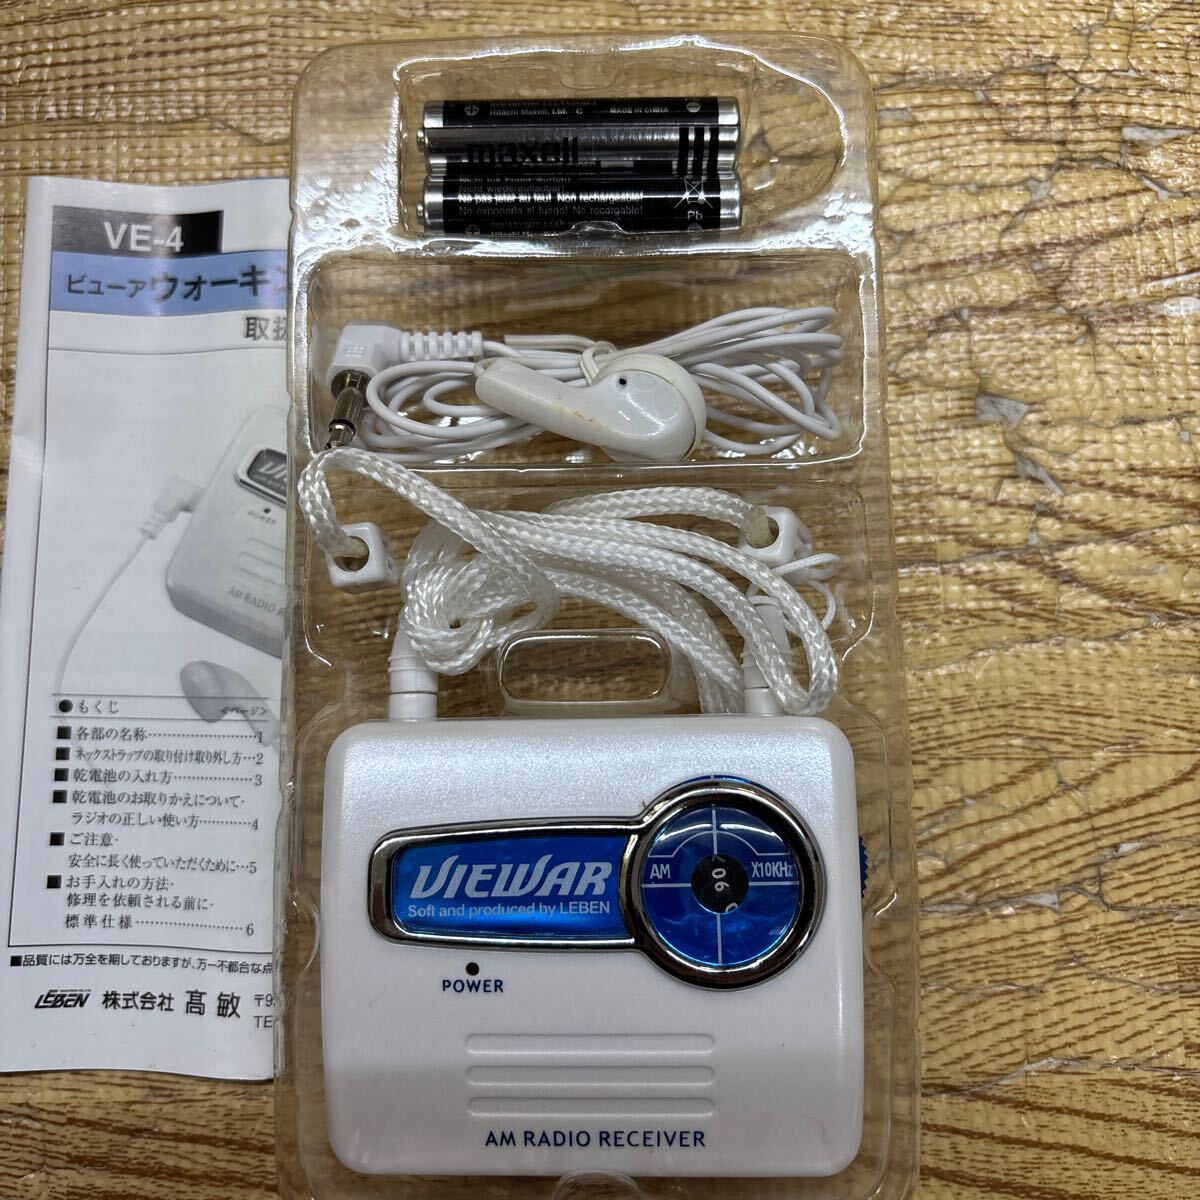 Hitachi Maxell, Ltd. C MADE IN CHINA
maxell
Nicht ins Feuer werfen!
Nicht wiederaufladbar!
Ne pas jeter au feu! Non rechargeable!
No exponerla al fuego! No recargable!
Pb
VE-4
ビューアウォーキン
取扱
POWER
AM RADIO RECE
●もくじ <ページ>
■各部の名称…………………1
■ネックストラップの取り付け取り外し方…2
■乾電池の入れ方……………3
■乾電池のお取りかえについて・
ラジオの正しい使い方…………4
■ご注意・
安全に長く使っていただくために…5
■お手入れの方法・
修理を依頼される前に・
標準仕様………………6
■品質には万全を期しておりますが、万一不都合な点
LEBEN 株式会社 髙敏 〒9
TE
VIEWAR
Soft and produced by LEBEN
AM X10KHz
POWER
AM RADIO RECEIVER